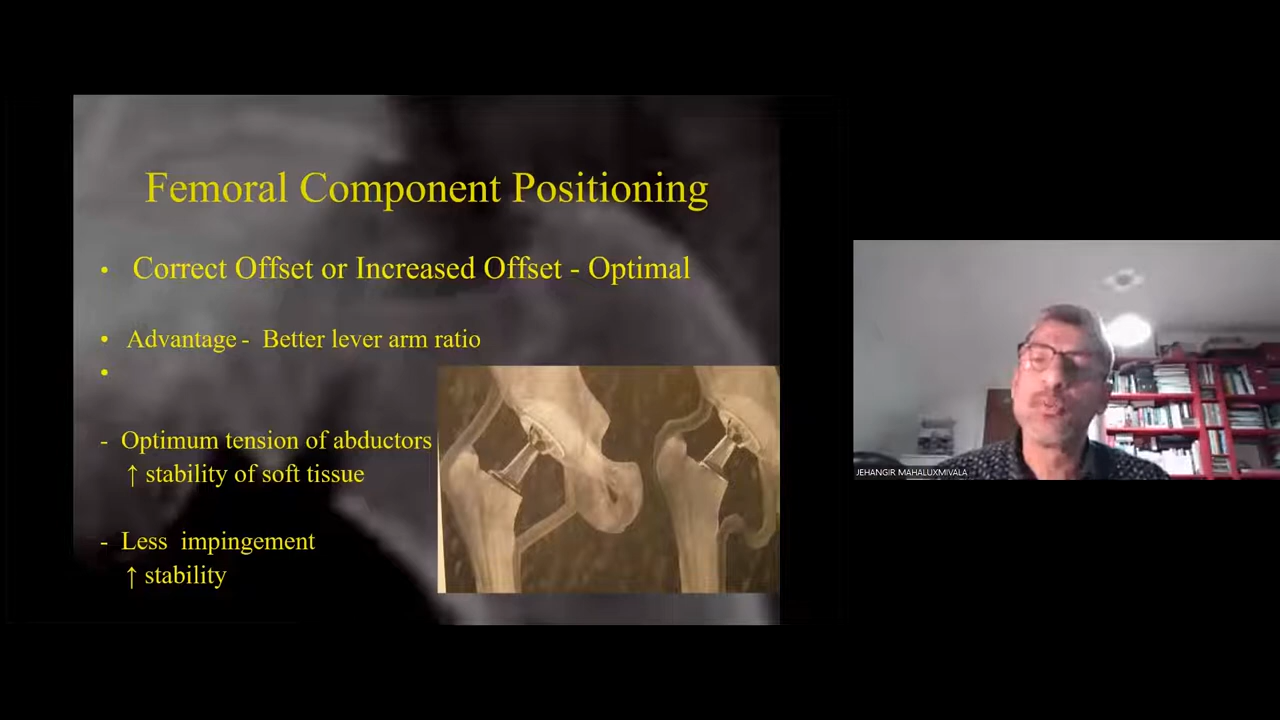 Femoral Component Positioning
• Correct Offset or Increased Offset - Optimal
• Advantage - Better lever arm ratio
•
- Optimum tension of abductors
↑ stability of soft tissue
- Less impingement
↑ stability
JEHANGIR MAHALUXMIVALA